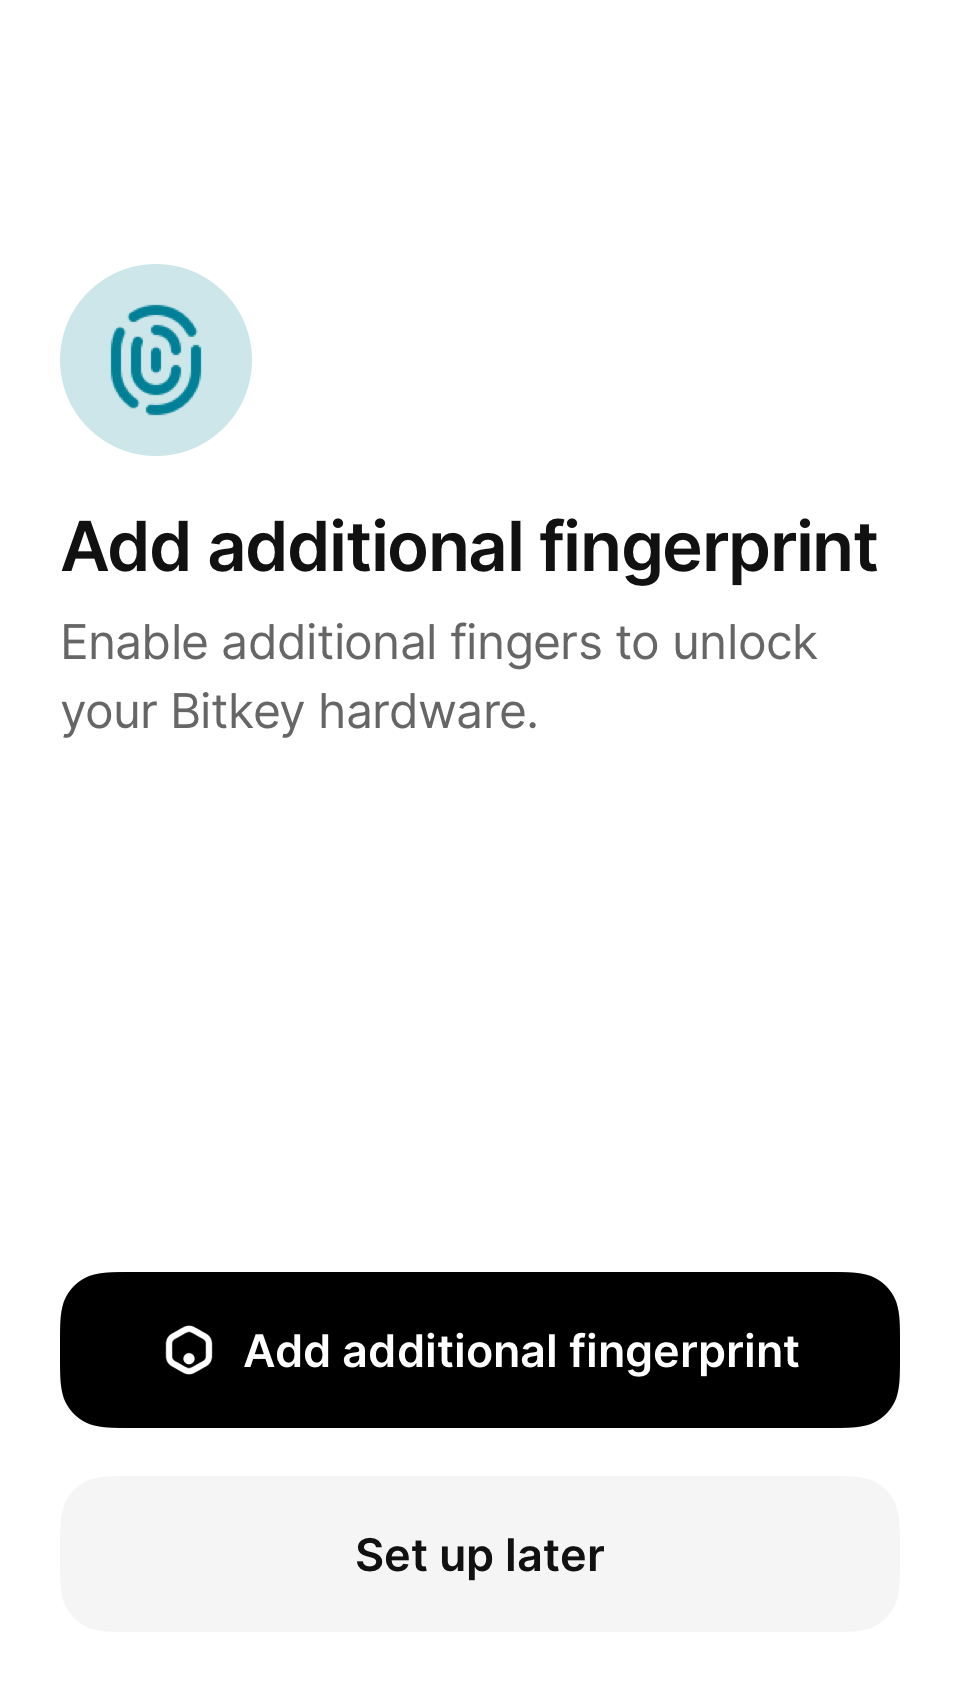 Add additional fingerprint
Enable additional fingers to unlock
your Bitkey hardware.
Add additional fingerprint
Set up later